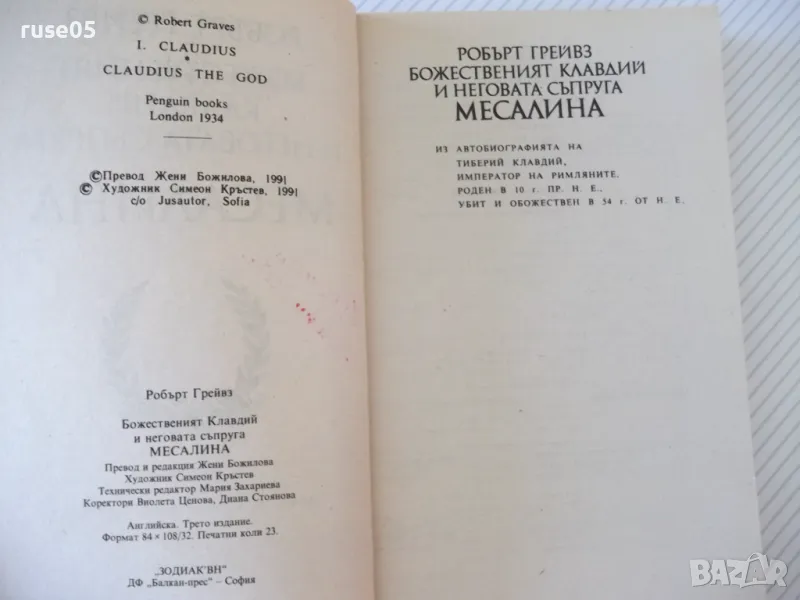 ruse05
© Robert Graves
I. CLAUDIUS
•
CLAUDIUS THE GOD
Penguin books
London 1934
©Превод Жени Божилова, 1991
© Художник Симеон Кръстев, 1991
c/o Jusautor, Sofia
Робърт Грейвз
Божественият Клавдий
и неговата съпруга
МЕСАЛИНА
Превод и редакция Жени Божилова
Художник Симеон Кръстев
Технически редактор Мария Захариева
Коректори Виолета Ценова, Диана Стоянова
Английска. Трето издание.
Формат 84×108/32. Печатни коли 23.
„ЗОДИАК ВН"
ДФ „Балкан-прес" – София
РОБЪРТ ГРЕЙВЗ
БОЖЕСТВЕНИЯТ КЛАВДИЙ
И НЕГОВАТА СЪПРУГА
МЕСАЛИНА
ИЗ АВТОБИОГРАФИЯТА НА
ТИБЕРИЙ КЛАВДИЙ,
ИМПЕРАТОР НА РИМЛЯНИТЕ.
РОДЕН В 10 г. ПР. Н. Е.,
УБИТ И ОБОЖЕСТВЕН В 54 г. ОТ Н. Е.
BAZAR